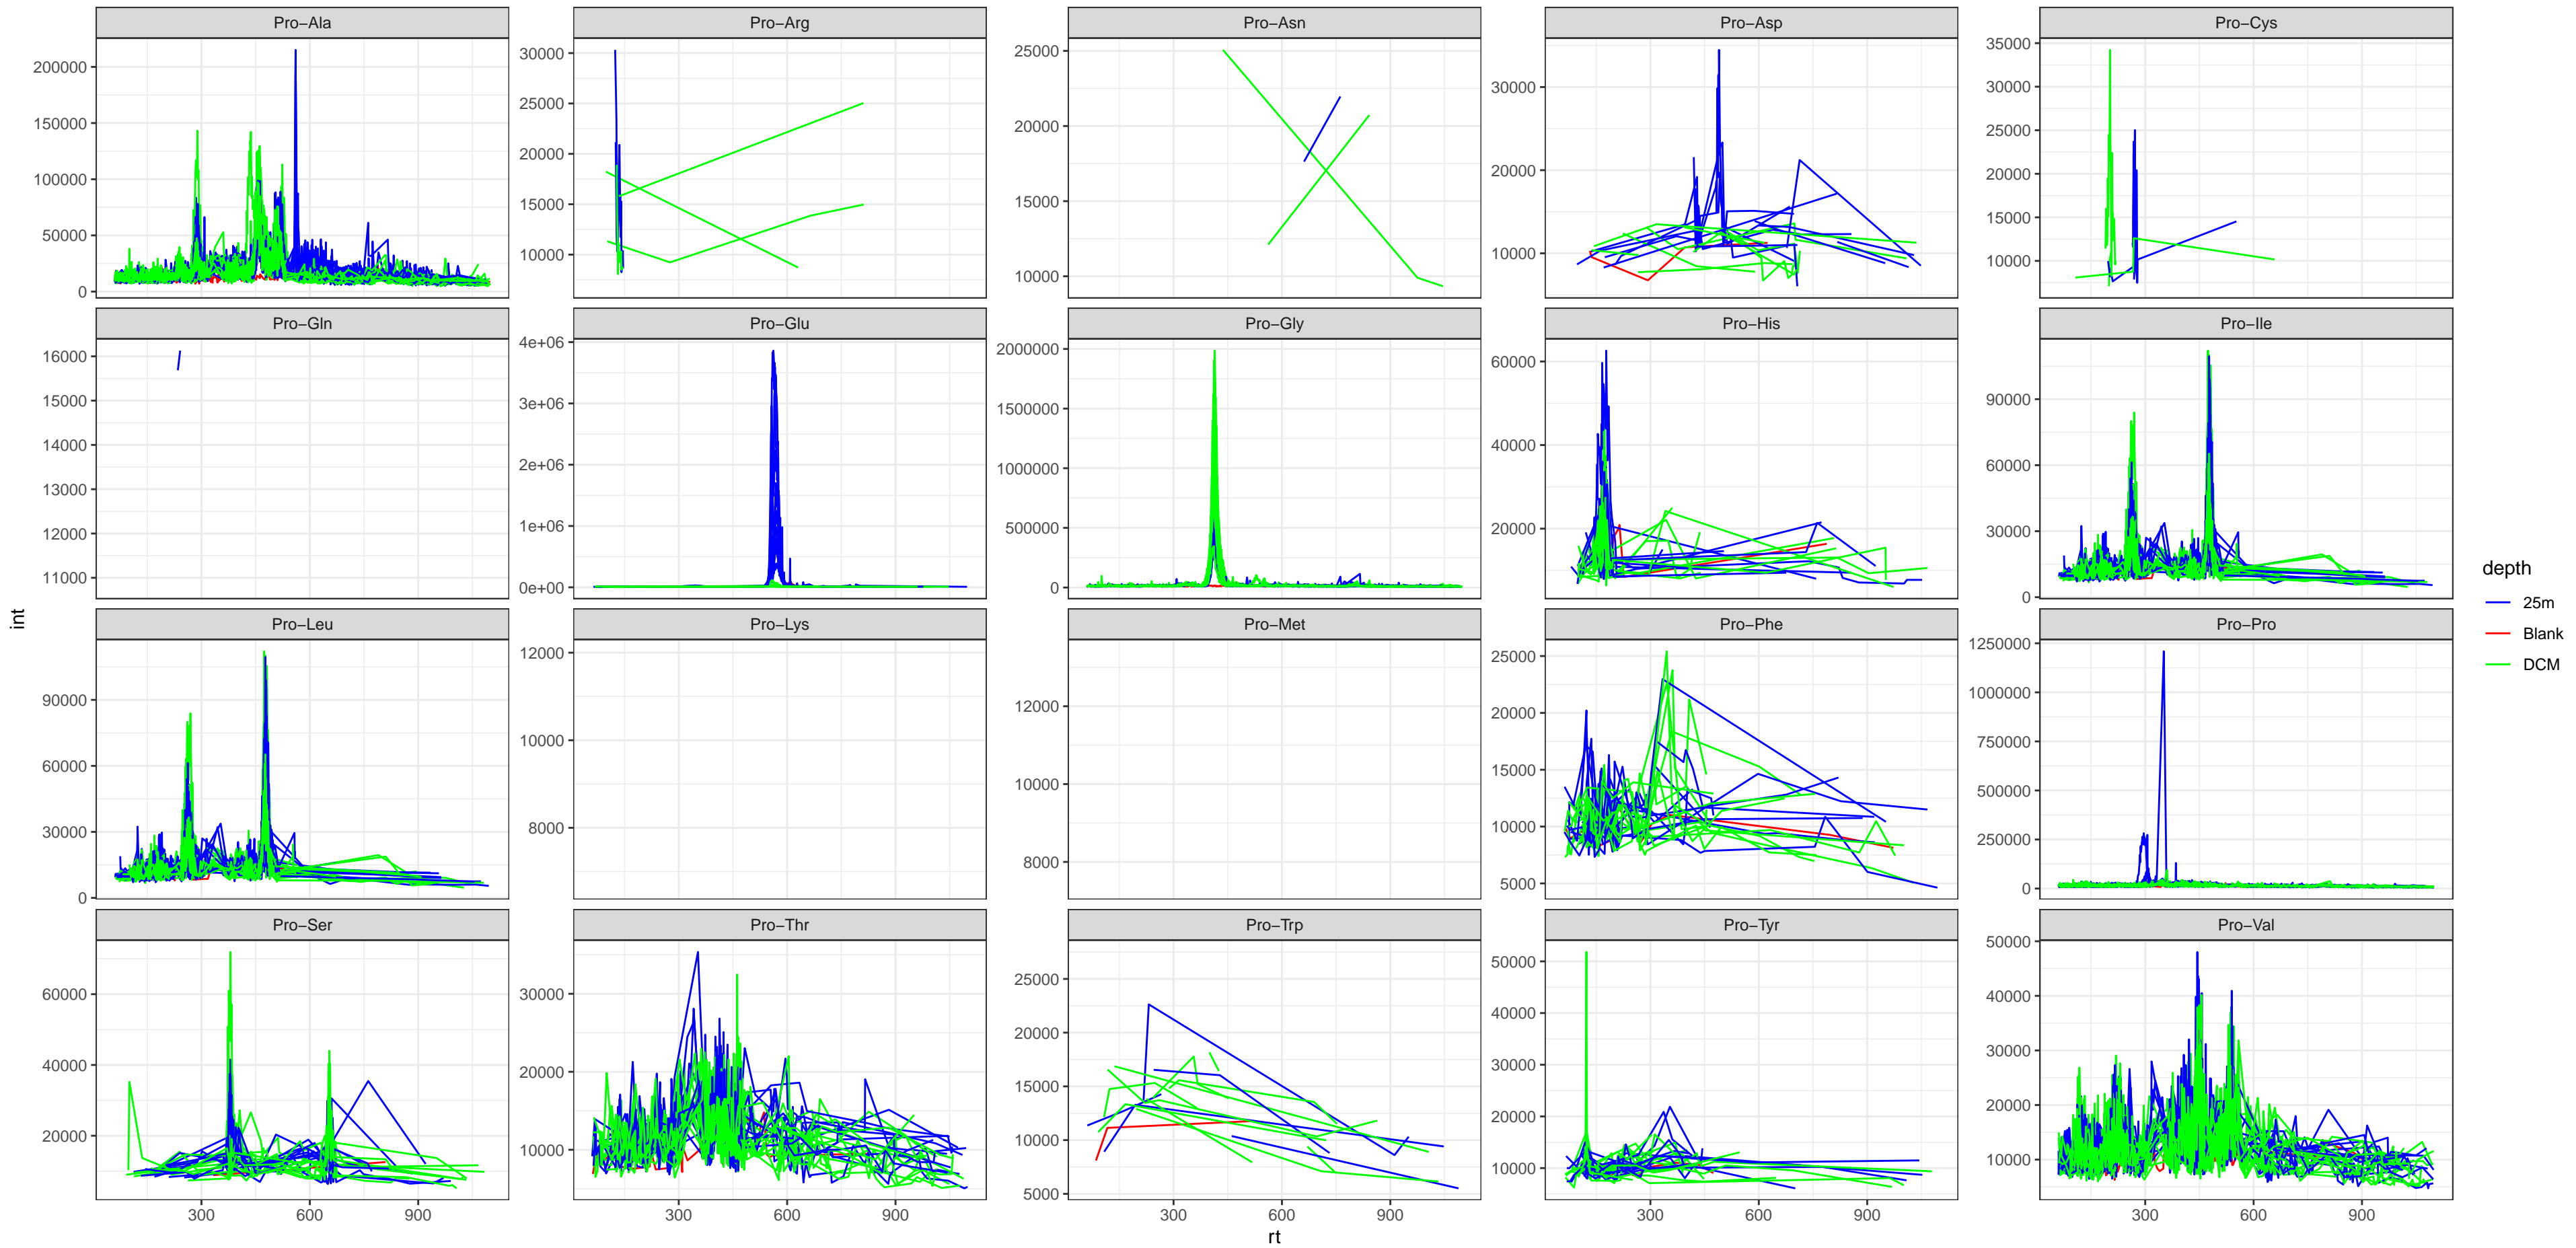 Pro−Ala
Pro−Arg
Pro−Asn
Pro−Asp
Pro−Cys
200000
150000
100000
50000
0
30000
25000
20000
15000
10000
25000
20000
15000
10000
30000
20000
10000
35000
30000
25000
20000
15000
10000
Pro−Gln
Pro−Glu
Pro−Gly
Pro−His
Pro−Ile
16000
15000
14000
13000
12000
11000
4e+06
3e+06
2e+06
1e+06
0e+00
2000000
1500000
1000000
500000
0
60000
40000
20000
90000
60000
30000
0
Pro−Leu
Pro−Lys
Pro−Met
Pro−Phe
Pro−Pro
90000
60000
30000
0
12000
10000
8000
12000
10000
8000
25000
20000
15000
10000
5000
1250000
1000000
750000
500000
250000
0
Pro−Ser
Pro−Thr
Pro−Trp
Pro−Tyr
Pro−Val
60000
40000
20000
30000
20000
10000
25000
20000
15000
10000
5000
50000
40000
30000
20000
10000
50000
40000
30000
20000
10000
300 600 900
300 600 900
300 600 900
300 600 900
300 600 900
rt
int
depth
25m
Blank
DCM